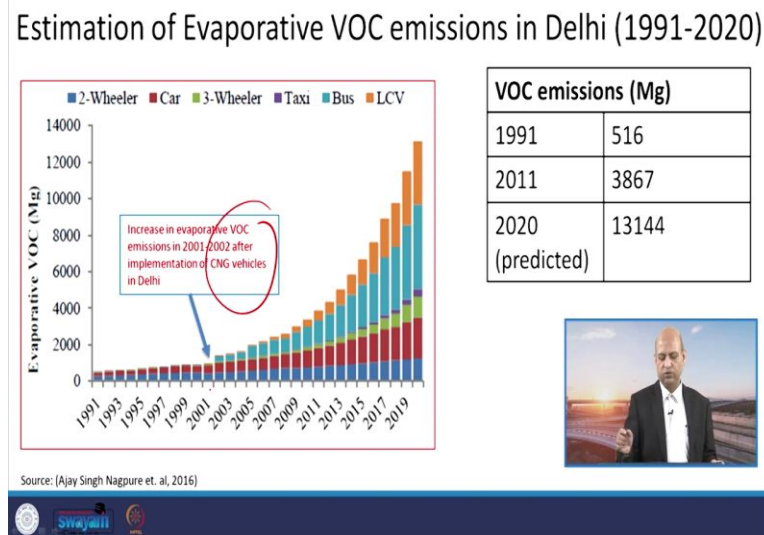 Estimation of Evaporative VOC emissions in Delhi (1991-2020)
2-Wheeler Car 3-Wheeler Taxi Bus LCV
14000
12000
10000
8000
6000
4000
2000
0
Evaporative VOC (Mg)
Increase in evaporative VOC
emissions in 2001-2002 after
implementation of CNG vehicles
in Delhi
1991 1993 1995 1997 1999 2001 2003 2005 2007 2009 2011 2013 2015 2017 2019
VOC emissions (Mg)
1991 516
2011 3867
2020 13144
(predicted)
Source: (Ajay Singh Nagpure et. al, 2016)
swayam